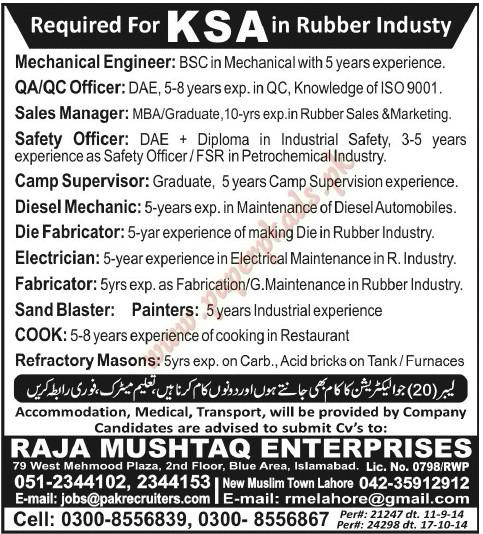 Required For KSA in Rubber Industy
Mechanical Engineer: BSC in Mechanical with 5 years experience.
QA/QC Officer: DAE, 5-8 years exp. in QC, Knowledge of ISO 9001.
Sales Manager: MBA/Graduate,10-yrs exp.in Rubber Sales &Marketing.
Safety Officer: DAE + Diploma in Industrial Safety, 3-5 years
experience as Safety Officer / FSR in Petrochemical Industry.
Camp Supervisor: Graduate, 5 years Camp Supervision experience.
Diesel Mechanic: 5-years exp. in Maintenance of Diesel Automobiles.
Die Fabricator: 5-yar experience of making Die in Rubber Industry.
Electrician: 5-year experience in Electrical Maintenance in R. Industry.
Fabricator: 5yrs exp. as Fabrication/G.Maintenance in Rubber Industry.
Sand Blaster: Painters: 5 years Industrial experience
COOK: 5-8 years experience of cooking in Restaurant
Refractory Masons: 5yrs exp. on Carb., Acid bricks on Tank / Furnaces
لیبر (20) جو الیکٹریشن کا کام بھی جانتے ہوں اور دونوں کام کرنا ہیں، تعلیم میٹرک، فوری رابطہ کریں
Accommodation, Medical, Transport, will be provided by Company
Candidates are advised to submit Cv's to:
RAJA MUSHTAQ ENTERPRISES
79 West Mehmood Plaza, 2nd Floor, Blue Area, Islamabad. Lic. No. 0798/RWP
051-2344102, 2344153 New Muslim Town Lahore 042-35912912
E-mail: jobs@pakrecruiters.com E-mail: rmelahore@gmail.com
Cell: 0300-8556839, 0300- 8556867 Per#: 21247 dt. 11-9-14
Per#: 24298 dt. 17-10-14
www.paperpkads.pk